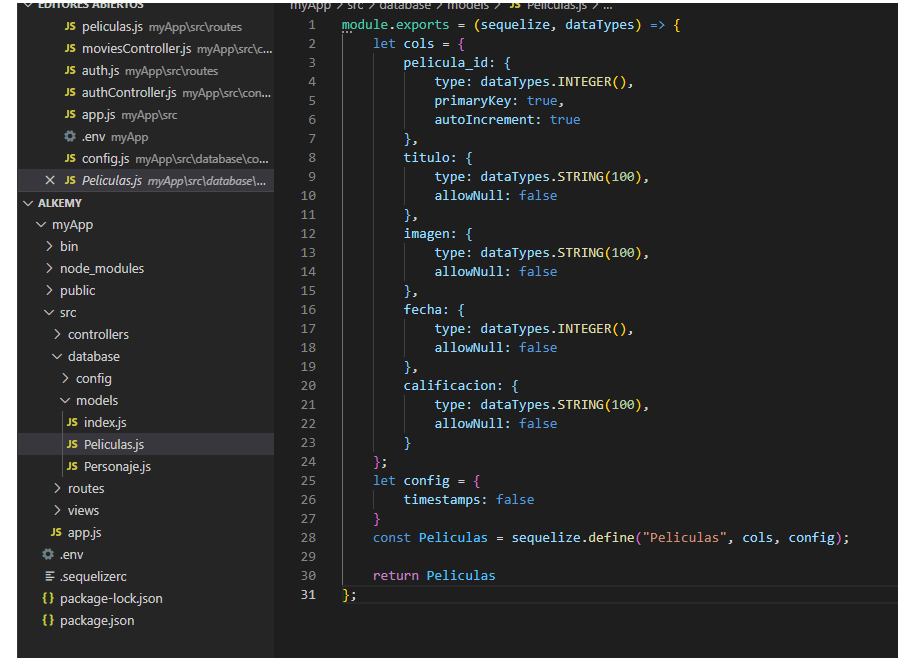 EDITORES ABIERTOS
JS peliculas.js myApp\src\routes
JS moviesController.js myApp\src\c...
JS auth.js myApp\src\routes
JS authController.js myApp\src\con...
JS app.js myApp\src
.env myApp
JS config.js myApp\src\database\co...
JS Peliculas.js myApp\src\database\...
ALKEMY
myApp
bin
node_modules
public
src
controllers
database
config
models
JS index.js
JS Peliculas.js
JS Personaje.js
routes
views
JS app.js
.env
.sequelizerc
{} package-lock.json
{} package.json
myApp > src > database > models > JS Peliculas.js > ...
1 module.exports = (sequelize, dataTypes) => {
2     let cols = {
3         pelicula_id: {
4             type: dataTypes.INTEGER(),
5             primaryKey: true,
6             autoIncrement: true
7         },
8         titulo: {
9             type: dataTypes.STRING(100),
10             allowNull: false
11         },
12         imagen: {
13             type: dataTypes.STRING(100),
14             allowNull: false
15         },
16         fecha: {
17             type: dataTypes.INTEGER(),
18             allowNull: false
19         },
20         calificacion: {
21             type: dataTypes.STRING(100),
22             allowNull: false
23         }
24     };
25     let config = {
26         timestamps: false
27     }
28     const Peliculas = sequelize.define("Peliculas", cols, config);
29
30     return Peliculas
31 };